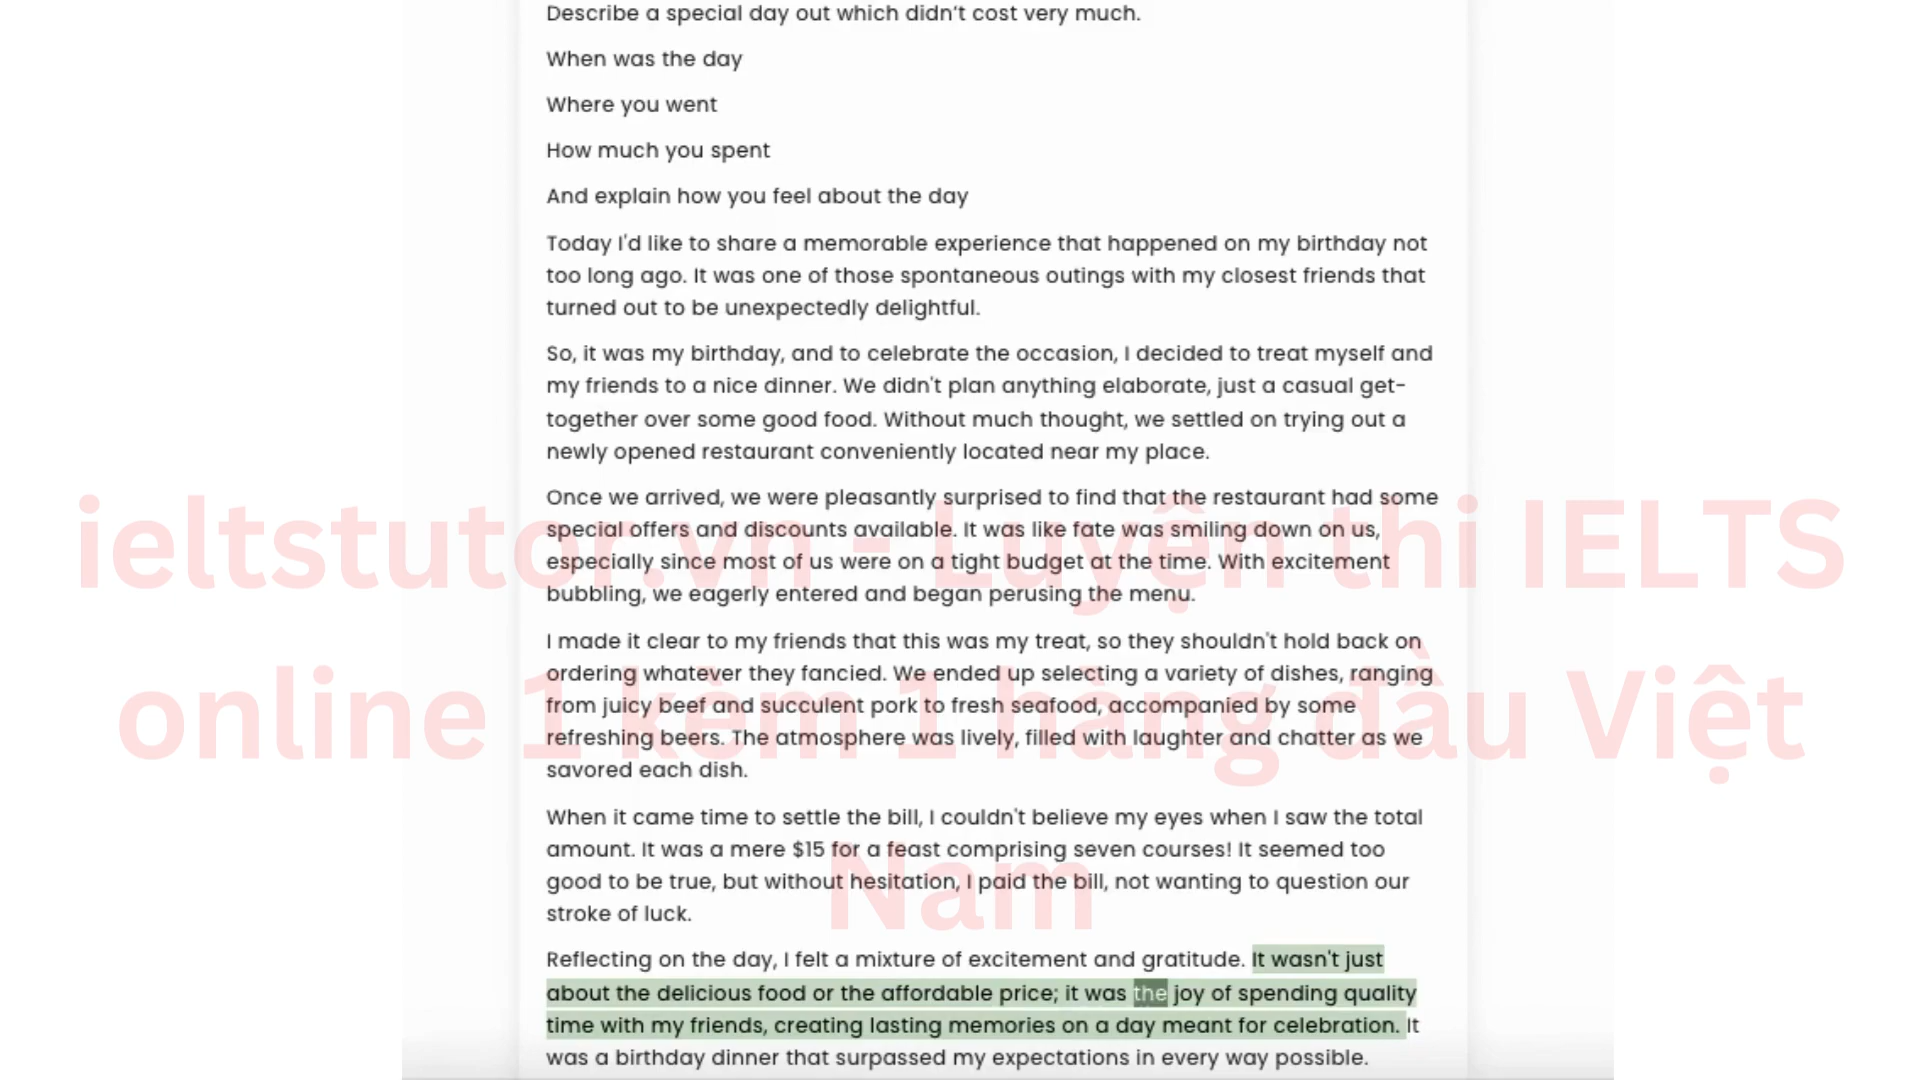 Describe a special day out which didn't cost very much.
When was the day
Where you went
How much you spent
And explain how you feel about the day
Today I'd like to share a memorable experience that happened on my birthday not
too long ago. It was one of those spontaneous outings with my closest friends that
turned out to be unexpectedly delightful.
So, it was my birthday, and to celebrate the occasion, I decided to treat myself and
my friends to a nice dinner. We didn't plan anything elaborate, just a casual get-
together over some good food. Without much thought, we settled on trying out a
newly opened restaurant conveniently located near my place.
Once we arrived, we were pleasantly surprised to find that the restaurant had some
special offers and discounts available. It was like fate was smiling down on us,
especially since most of us were on a tight budget at the time. With excitement
bubbling, we eagerly entered and began perusing the menu.
I made it clear to my friends that this was my treat, so they shouldn't hold back on
ordering whatever they fancied. We ended up selecting a variety of dishes, ranging
from juicy beef and succulent pork to fresh seafood, accompanied by some
refreshing beers. The atmosphere was lively, filled with laughter and chatter as we
savored each dish.
When it came time to settle the bill, I couldn't believe my eyes when I saw the total
amount. It was a mere $15 for a feast comprising seven courses! It seemed too
good to be true, but without hesitation, I paid the bill, not wanting to question our
stroke of luck.
Reflecting on the day, I felt a mixture of excitement and gratitude. It wasn't just
about the delicious food or the affordable price; it was the joy of spending quality
time with my friends, creating lasting memories on a day meant for celebration. It
was a birthday dinner that surpassed my expectations in every way possible.
ieltstutor.vn - Luyện thi IELTS
online 1 kèm 1 hàng đầu Việt
Nam